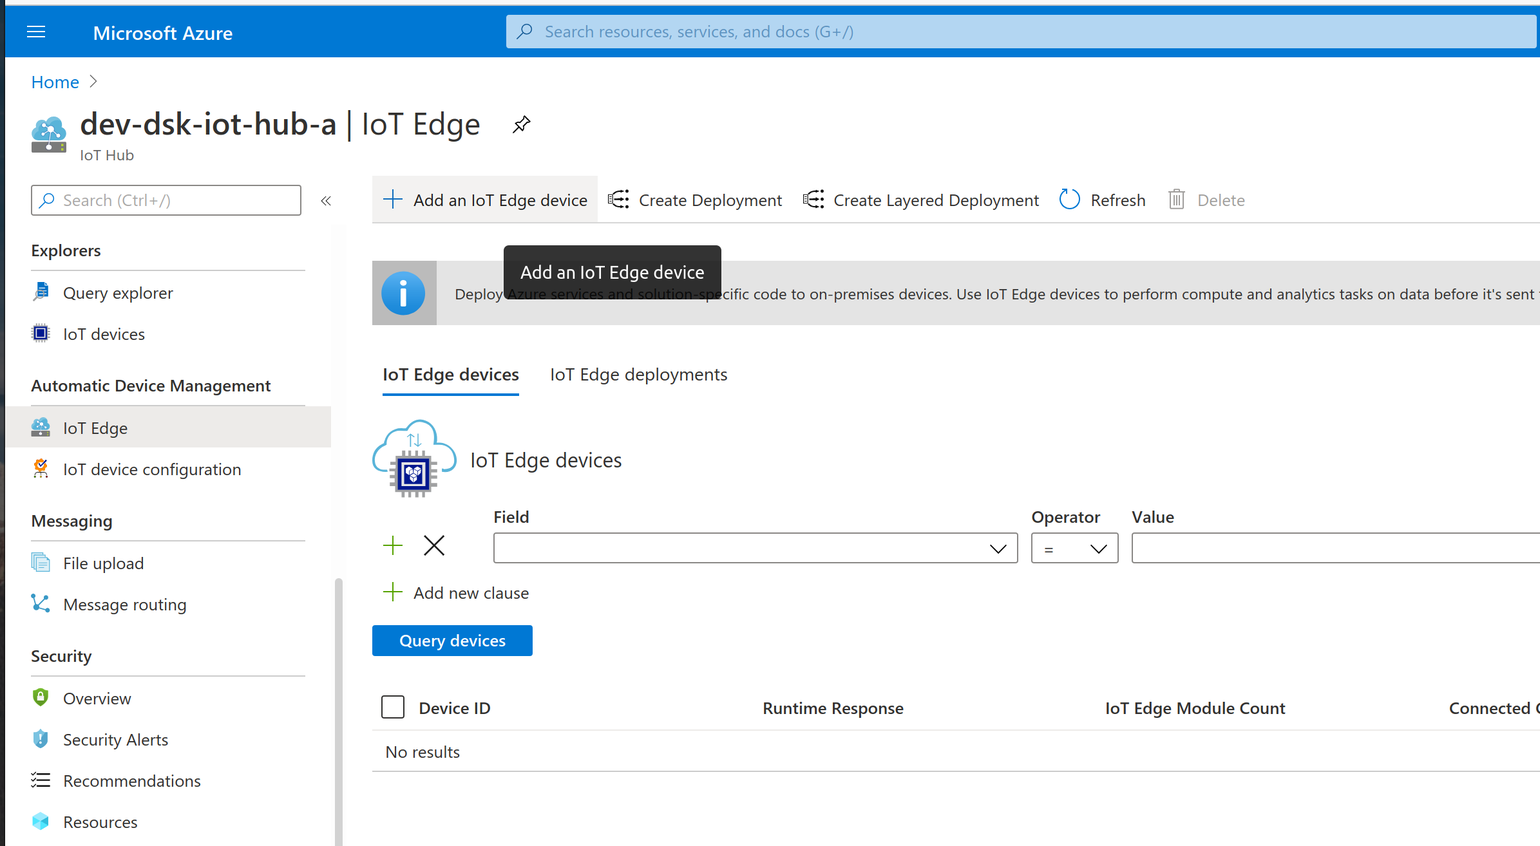 Microsoft Azure
Search resources, services, and docs (G+/)
Home
dev-dsk-iot-hub-a | IoT Edge
IoT Hub
Search (Ctrl+/)
«
Explorers
Query explorer
IoT devices
Automatic Device Management
IoT Edge
IoT device configuration
Messaging
File upload
Message routing
Security
Overview
Security Alerts
Recommendations
Resources
Add an IoT Edge device
Create Deployment
Create Layered Deployment
Refresh
Delete
Add an IoT Edge device
Deploy Azure services and solution-specific code to on-premises devices. Use IoT Edge devices to perform compute and analytics tasks on data before it's sent
IoT Edge devices
IoT Edge deployments
IoT Edge devices
Field
Operator
Value
=
Add new clause
Query devices
Device ID
Runtime Response
IoT Edge Module Count
Connected
No results